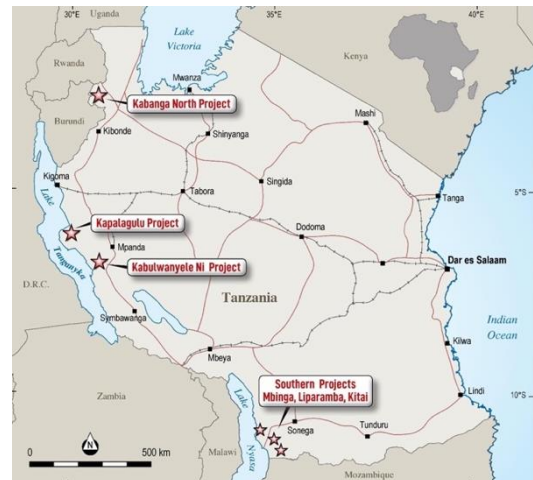 30°E
35°E
40°E
Uganda
Lake
Victoria
Kenya
Rwanda
Mwanza
Kabanga North Project
Mashi
Burundi
Kibonde
Shinyanga
Kigoma
Tabora
Singida
Tanga
5°S
Lake
Kapalagulu Project
Dodoma
Mpanda
Dar es Salaam
Kabulwanyele Ni Project
D.R.C.
Tanganyika
Tanzania
Symbawanga
Indian
Ocean
Kilwa
Mbeya
Southern Projects
Mbinga, Liparamba, Kitai
Lindi
10°S
Zambia
Sonega
Tunduru
N
Lake
Nyasa
Malawi
0
500 km
Mozambique